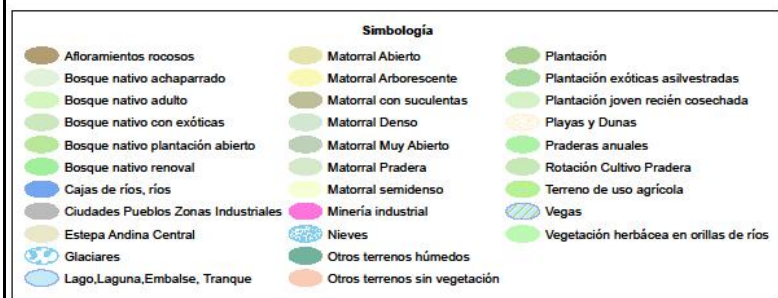 Simbología
Afloramientos rocosos
Bosque nativo achaparrado
Bosque nativo adulto
Bosque nativo con exóticas
Bosque nativo plantación abierto
Bosque nativo renoval
Cajas de ríos, ríos
Ciudades Pueblos Zonas Industriales
Estepa Andina Central
Glaciares
Lago,Laguna,Embalse, Tranque
Matorral Abierto
Matorral Arborescente
Matorral con suculentas
Matorral Denso
Matorral Muy Abierto
Matorral Pradera
Matorral semidenso
Minería industrial
Nieves
Otros terrenos húmedos
Otros terrenos sin vegetación
Plantación
Plantación exóticas asilvestradas
Plantación joven recién cosechada
Playas y Dunas
Praderas anuales
Rotación Cultivo Pradera
Terreno de uso agrícola
Vegas
Vegetación herbácea en orillas de ríos